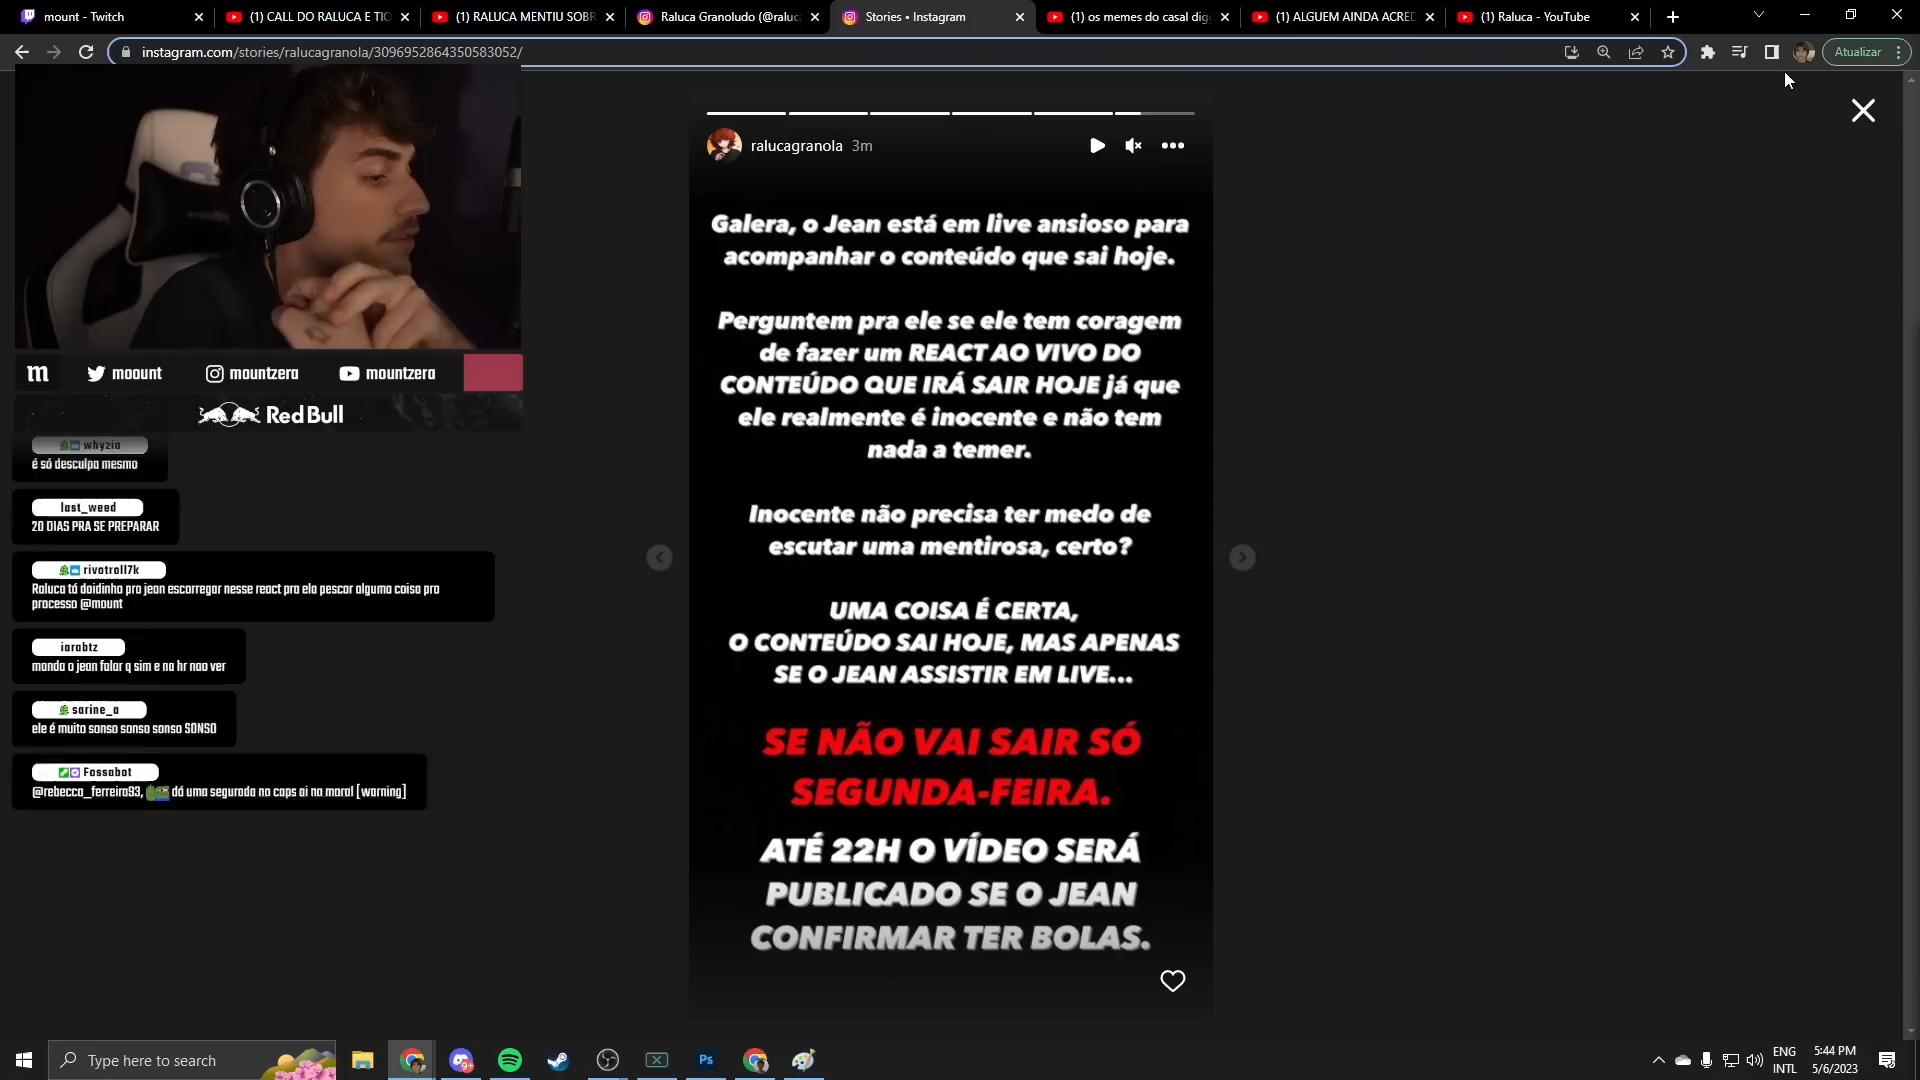 mount - Twitch
(1) CALL DO RALUCA E TIO
(1) RALUCA MENTIU SOBR
Raluca Granoludo (@raluca
Stories • Instagram
(1) os memes do casal dig
(1) ALGUEM AINDA ACRED
(1) Raluca - YouTube
instagram.com/stories/ralucagranola/3096952864350583052/
Atualizar
ralucagranola 3m
Galera, o Jean está em live ansioso para
acompanhar o conteúdo que sai hoje.
Perguntem pra ele se ele tem coragem
de fazer um REACT AO VIVO DO
CONTEÚDO QUE IRÁ SAIR HOJE já que
ele realmente é inocente e não tem
nada a temer.
Inocente não precisa ter medo de
escutar uma mentirosa, certo?
UMA COISA É CERTA,
O CONTEÚDO SAI HOJE, MAS APENAS
SE O JEAN ASSISTIR EM LIVE...
SE NÃO VAI SAIR SÓ
SEGUNDA-FEIRA.
ATÉ 22H O VÍDEO SERÁ
PUBLICADO SE O JEAN
CONFIRMAR TER BOLAS.
m
moount
mountzera
mountzera
Red Bull
whyzia
é só desculpa mesmo
last_weed
20 DIAS PRA SE PREPARAR
rivotroll7k
Raluca tá doidinha pro jean escorregar nesse react pra ela pescar alguma coisa pro
processo @mount
iarabtz
manda o jean falar q sim e na hr nao ver
sarine_a
ele é muito sonso sonso sonso SONSO
Fossabot
@rebecca_ferreira93, dá uma segurada no caps ai na moral [warning]
Type here to search
9+
Ps
ENG
INTL
5:44 PM
5/6/2023